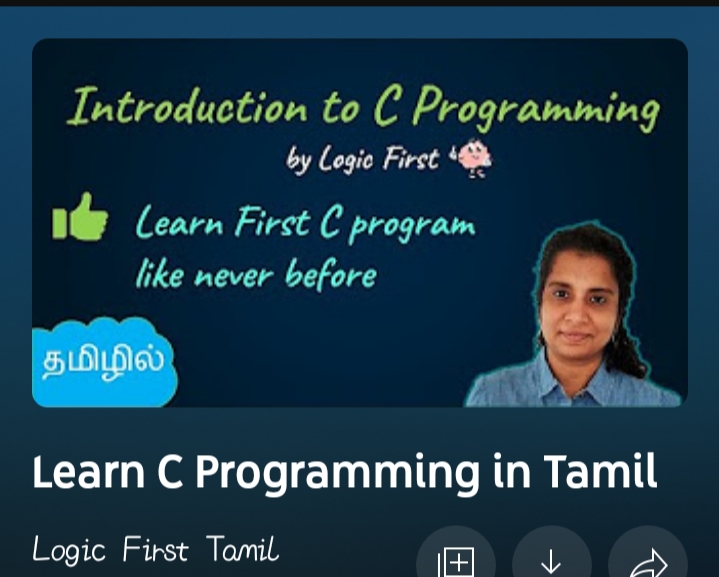 Introduction to C Programming
by Logic First
Learn First C program
like never before
தமிழில்
Learn C Programming in Tamil
Logic First Tamil